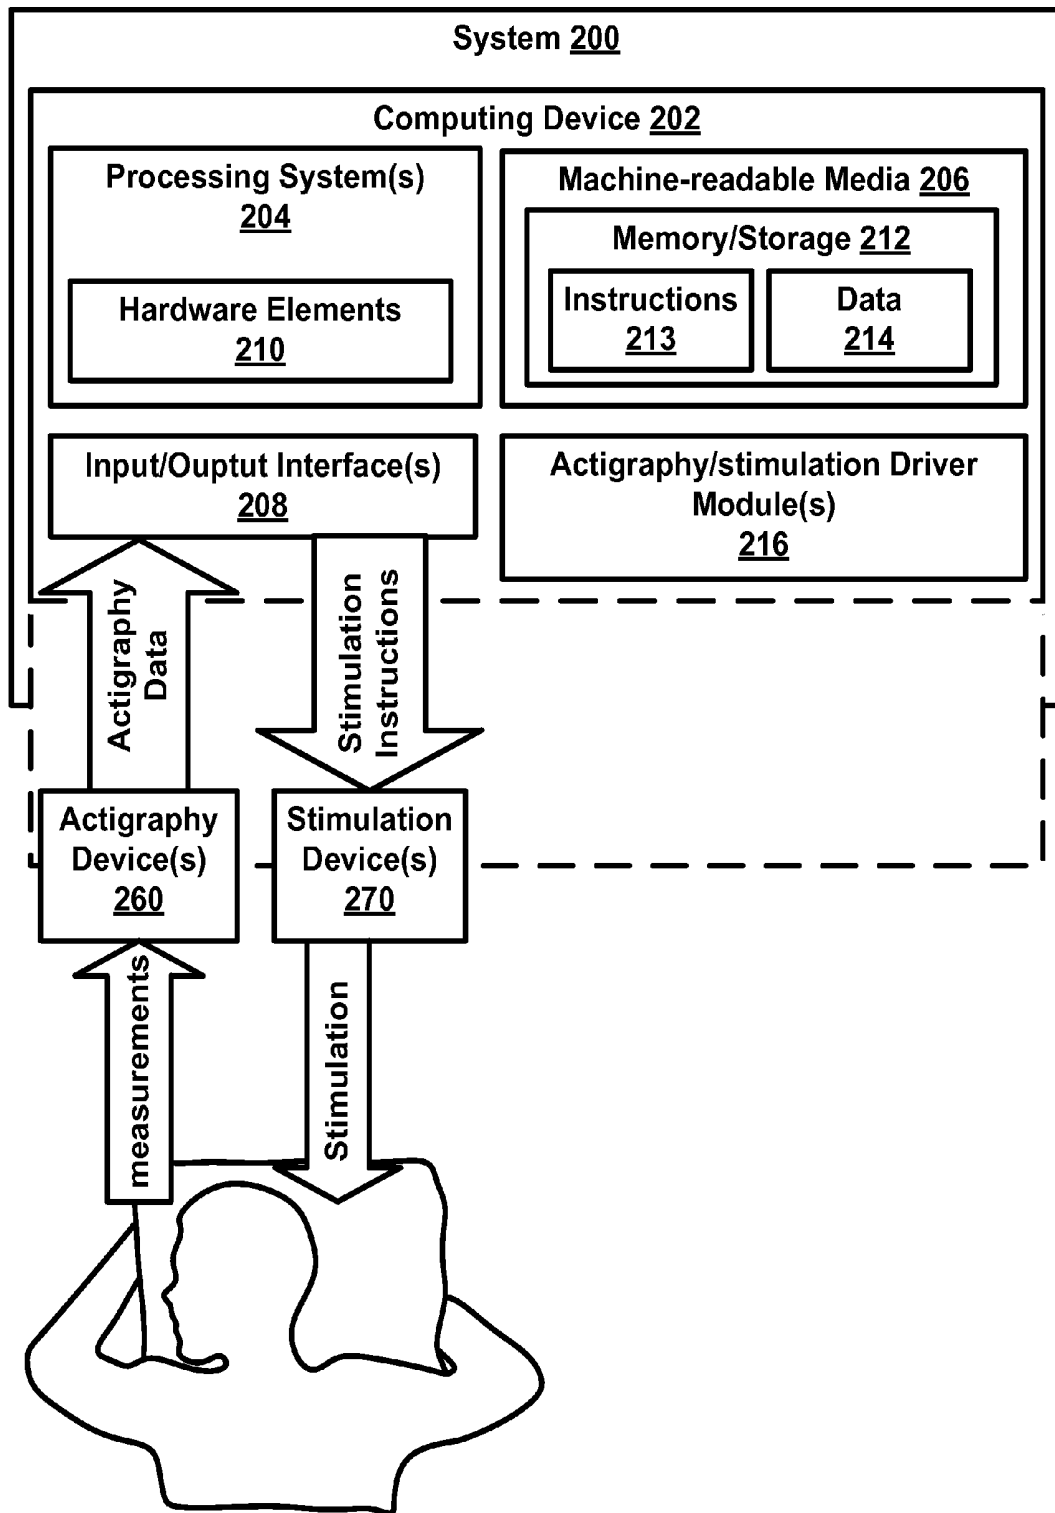 System 200
Computing Device 202
Processing System(s)
204
Hardware Elements
210
Machine-readable Media 206
Memory/Storage 212
Instructions
213
Data
214
Input/Ouptut Interface(s)
208
Actigraphy/stimulation Driver
Module(s)
216
Actigraphy
Data
Stimulation
Instructions
Actigraphy
Device(s)
260
Stimulation
Device(s)
270
measurements
Stimulation